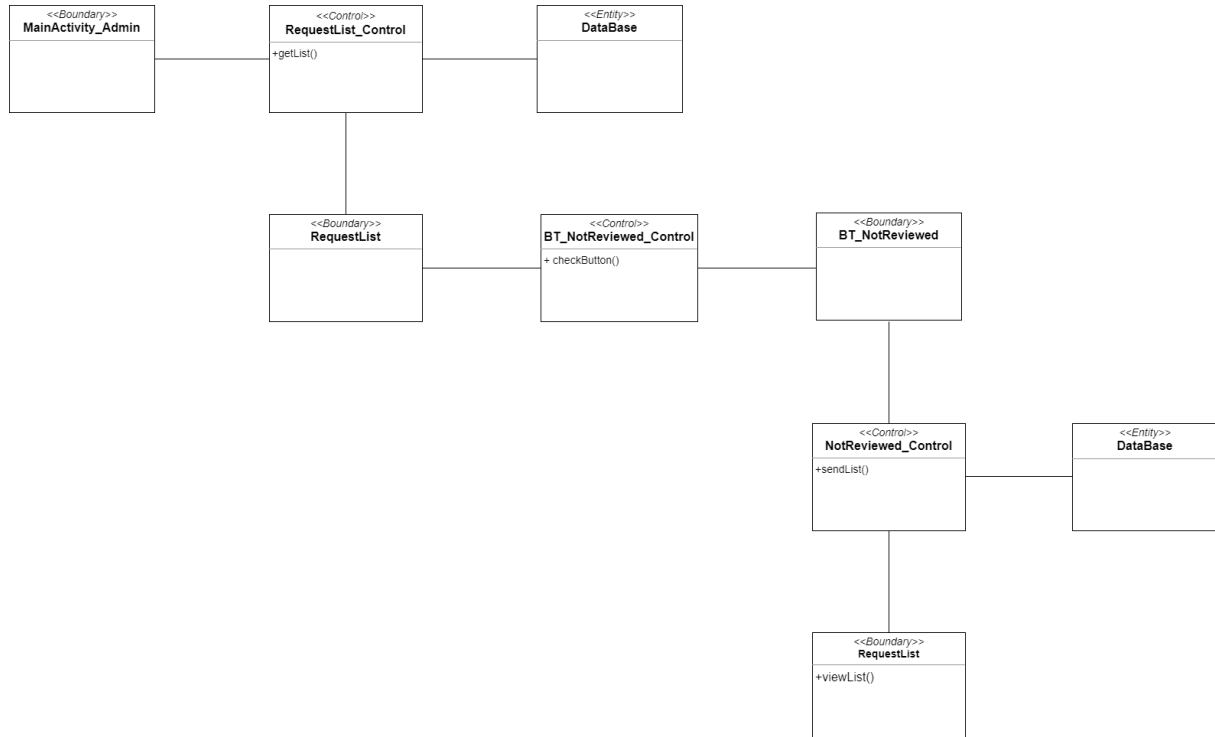 <<Boundary>>
MainActivity_Admin
<<Control>>
RequestList_Control
+getList()
<<Entity>>
DataBase
<<Boundary>>
RequestList
<<Control>>
BT_NotReviewed_Control
+ checkButton()
<<Boundary>>
BT_NotReviewed
<<Control>>
NotReviewed_Control
+sendList()
<<Entity>>
DataBase
<<Boundary>>
RequestList
+viewList()